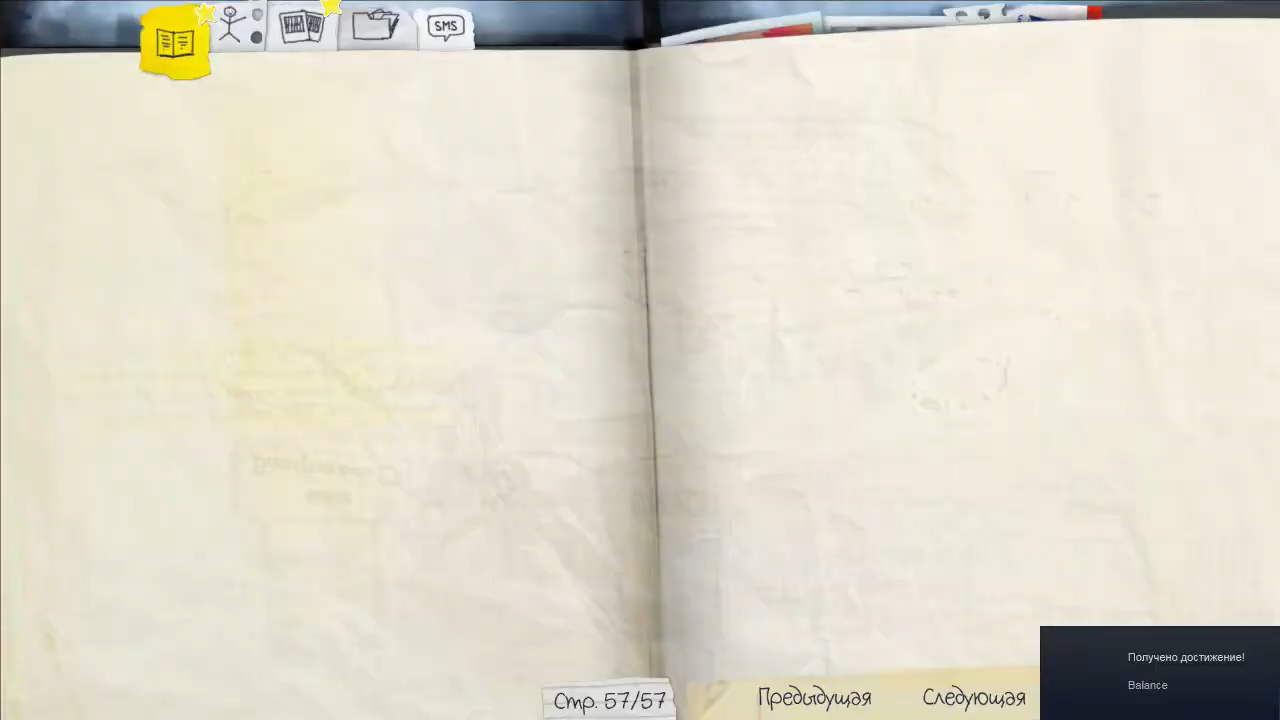 SMS
Стр. 57/57
Предыдущая
Следующая
Получено достижение!
Balance